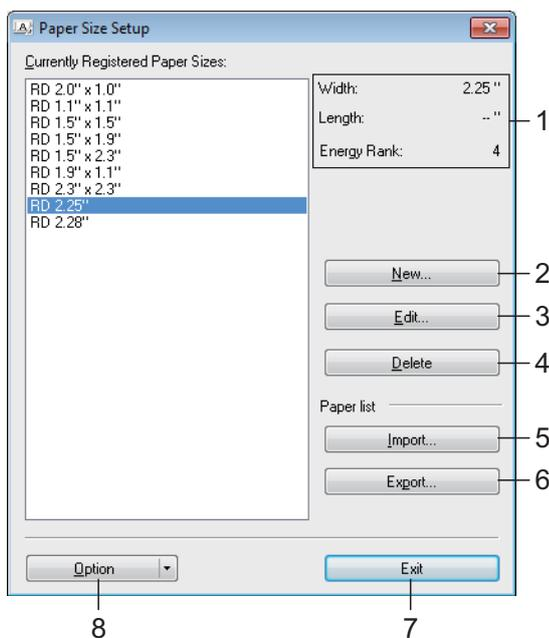 Paper Size Setup
Currently Registered Paper Sizes:
RD 2.0" x 1.0"
RD 1.1" x 1.1"
RD 1.5" x 1.5"
RD 1.5" x 1.9"
RD 1.5" x 2.3"
RD 1.9" x 1.1"
RD 2.3" x 2.3"
RD 2.25"
RD 2.28"
Width: 2.25 "
Length: -- "
Energy Rank: 4
1
New... 2
Edit... 3
Delete 4
Paper list
Import... 5
Export... 6
Option Exit
8 7